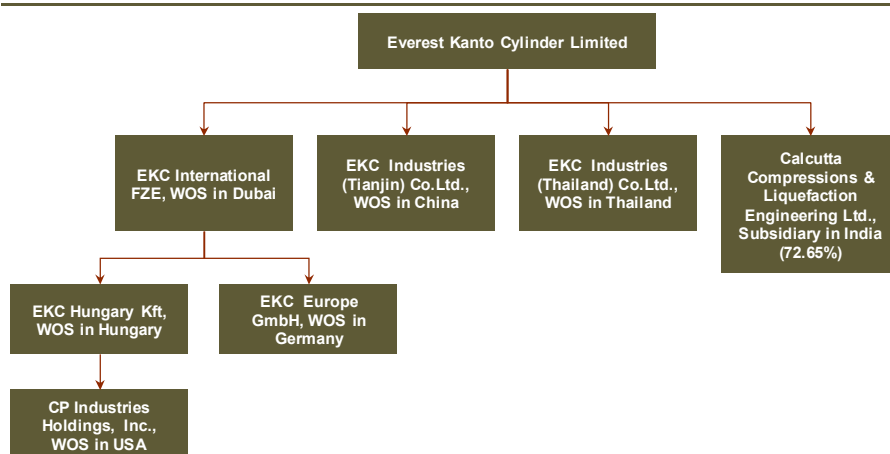 Everest Kanto Cylinder Limited
EKC International
FZE, WOS in Dubai
EKC Industries
(Tianjin) Co.Ltd.,
WOS in China
EKC Industries
(Thailand) Co.Ltd.,
WOS in Thailand
Calcutta
Compressions &
Liquefaction
Engineering Ltd.,
Subsidiary in India
(72.65%)
EKC Hungary Kft,
WOS in Hungary
EKC Europe
GmbH, WOS in
Germany
CP Industries
Holdings, Inc.,
WOS in USA